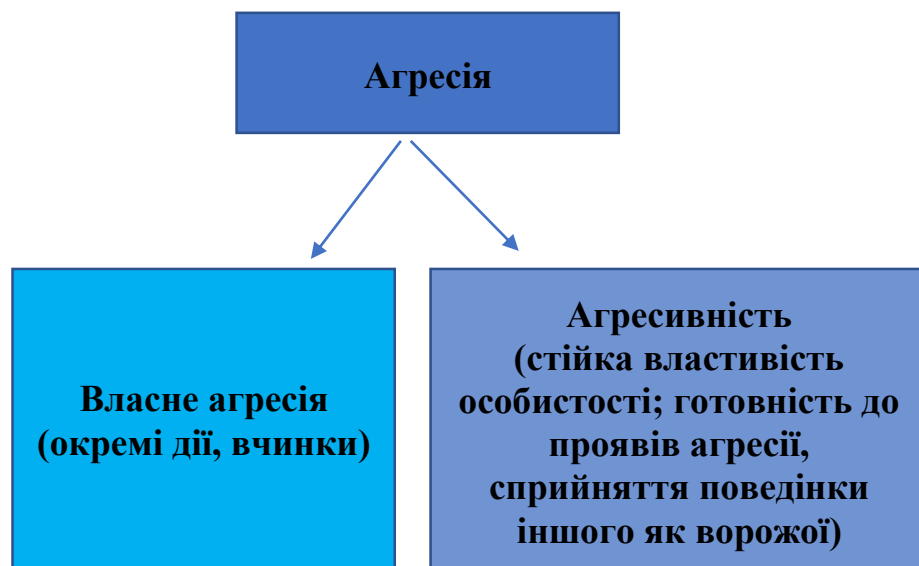 Агресія
Власне агресія
(окремі дії, вчинки)
Агресивність
(стійка властивість
особистості; готовність до
проявів агресії,
сприйняття поведінки
іншого як ворожої)